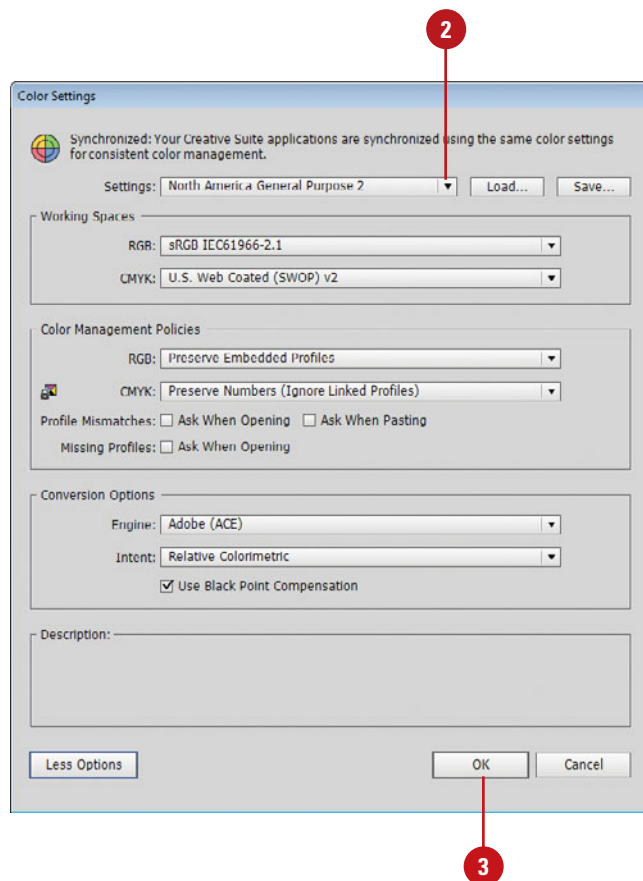 2
Color Settings
Synchronized: Your Creative Suite applications are synchronized using the same color settings
for consistent color management.
Settings: North America General Purpose 2 Load... Save...
Working Spaces
RGB: sRGB IEC61966-2.1
CMYK: U.S. Web Coated (SWOP) v2
Color Management Policies
RGB: Preserve Embedded Profiles
CMYK: Preserve Numbers (Ignore Linked Profiles)
Profile Mismatches: Ask When Opening Ask When Pasting
Missing Profiles: Ask When Opening
Conversion Options
Engine: Adobe (ACE)
Intent: Relative Colorimetric
Use Black Point Compensation
Description:
Less Options OK Cancel
3